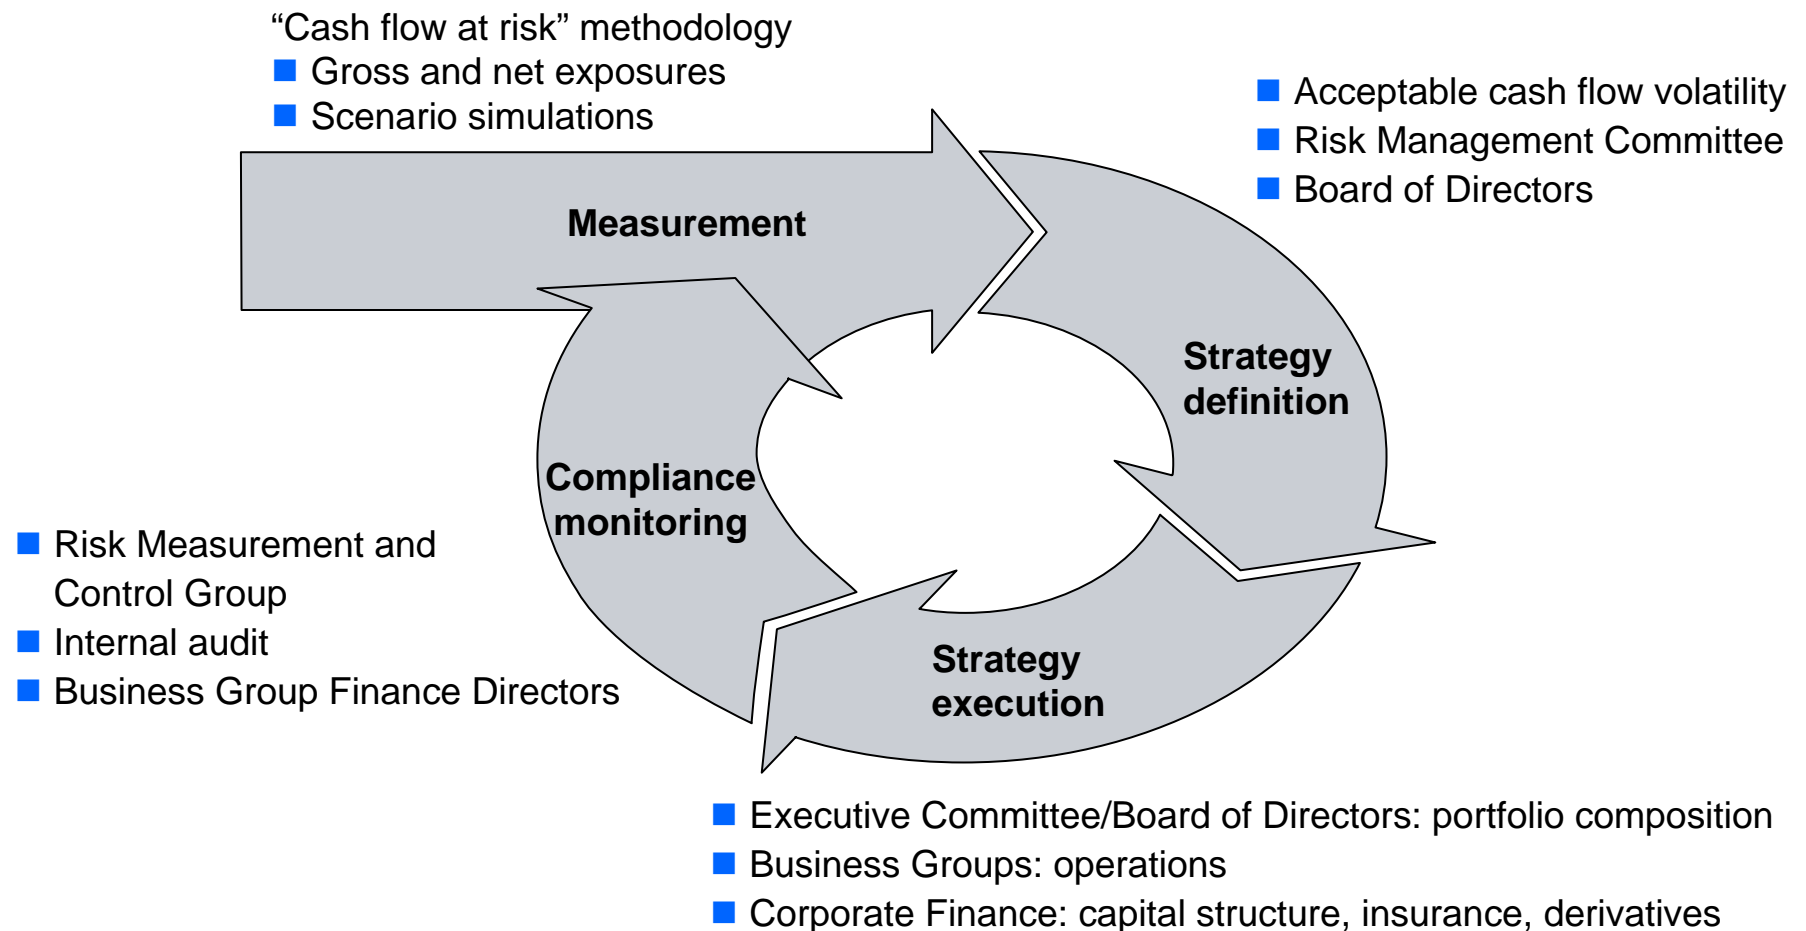 “Cash flow at risk” methodology
Gross and net exposures
Scenario simulations
Acceptable cash flow volatility
Risk Management Committee
Board of Directors
Measurement
Strategy
definition
Compliance
monitoring
Risk Measurement and
Control Group
Internal audit
Business Group Finance Directors
Strategy
execution
Executive Committee/Board of Directors: portfolio composition
Business Groups: operations
Corporate Finance: capital structure, insurance, derivatives